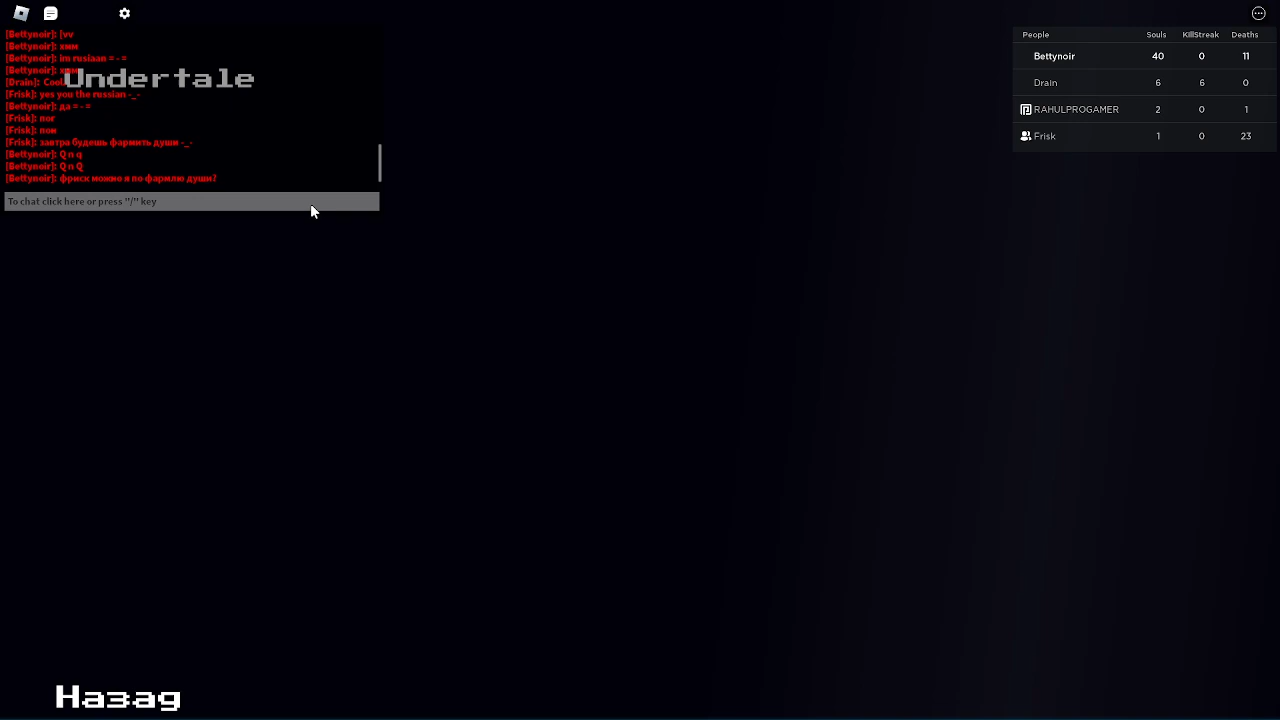 [Bettynoir]: [vv
[Bettynoir]: хмм
[Bettynoir]: im rusiaan = - =
[Bettynoir]: хмм
[Drain]: Cool
Undertale
[Frisk]: yes you the russian -_-
[Bettynoir]: да = - =
[Frisk]: пог
[Frisk]: пон
[Frisk]: завтра будешь фармить души -_-
[Bettynoir]: Q n q
[Bettynoir]: Q n Q
[Bettynoir]: фриск можно я по фармлю души?
To chat click here or press "/" key
People Souls KillStreak Deaths
Bettynoir 40 0 11
Drain 6 6 0
RAHULPROGAMER 2 0 1
Frisk 1 0 23
Назад